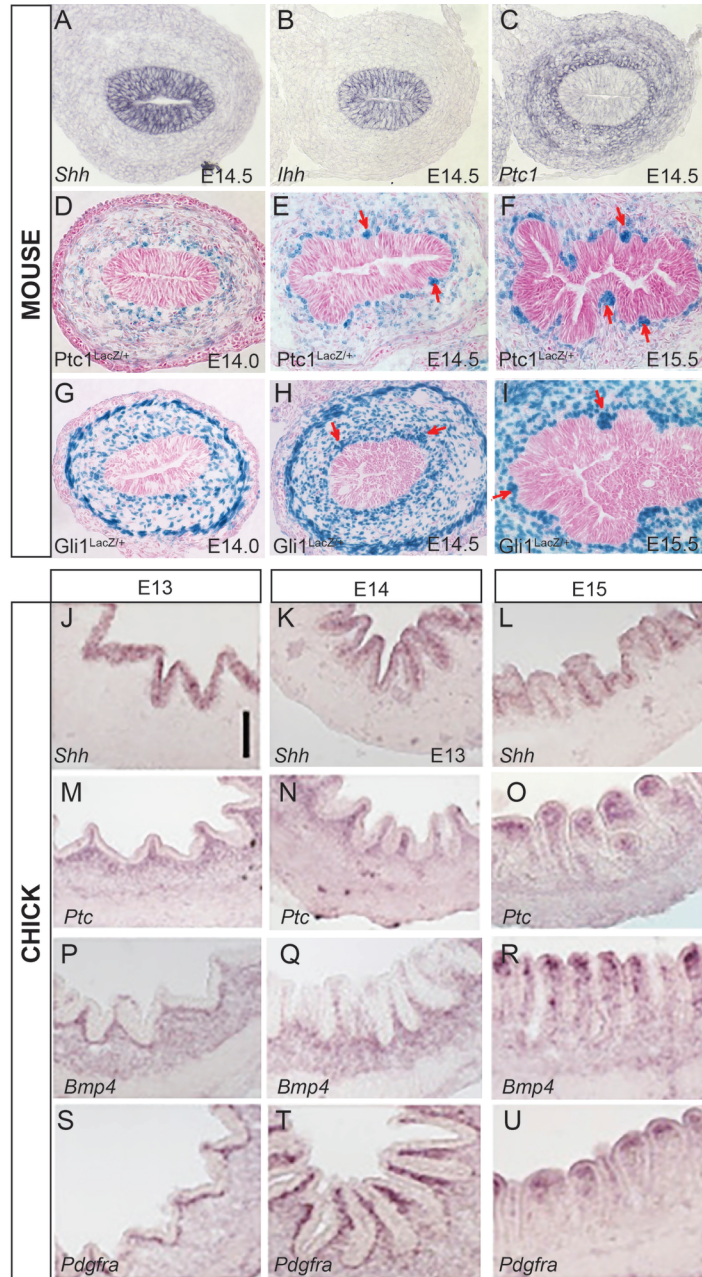 A
B
C
Shh E14.5
Ihh E14.5
Ptc1 E14.5
D
E
F
MOUSE
Ptc1LacZ/+ E14.0
Ptc1LacZ/+ E14.5
Ptc1LacZ/+ E15.5
G
H
I
Gli1LacZ/+ E14.0
Gli1LacZ/+ E14.5
Gli1LacZ/+ E15.5
E13
E14
E15
J
K
L
Shh
Shh E13
Shh
M
N
O
Ptc
Ptc
Ptc
CHICK
P
Q
R
Bmp4
Bmp4
Bmp4
S
T
U
Pdgfra
Pdgfra
Pdgfra